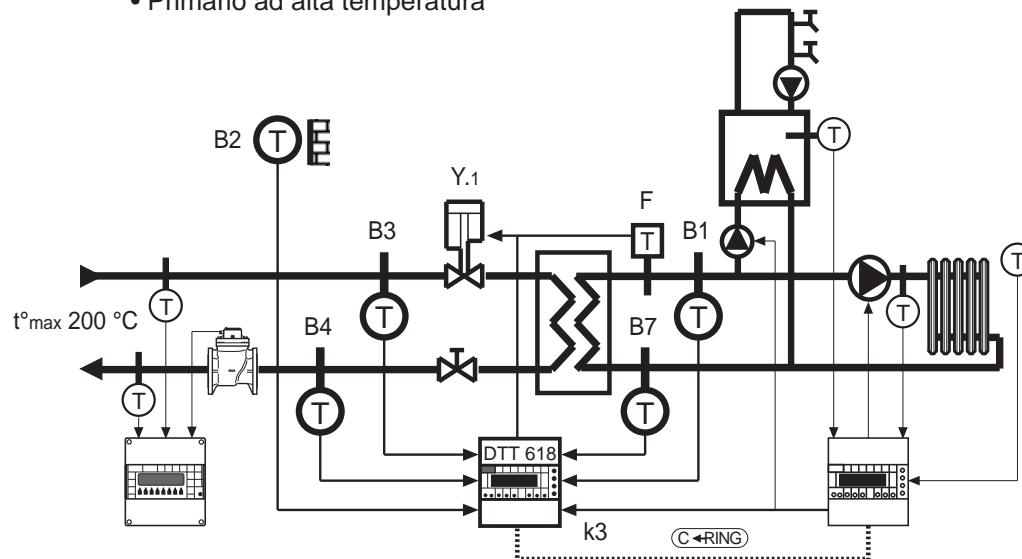 • Primario ad alta temperatura
T
B2
T
Y.1
F
B3
T
B1
T
t°max 200 °C
T
T
T
T
B4
B7
T
T
T
DTT 618
k3
C RING